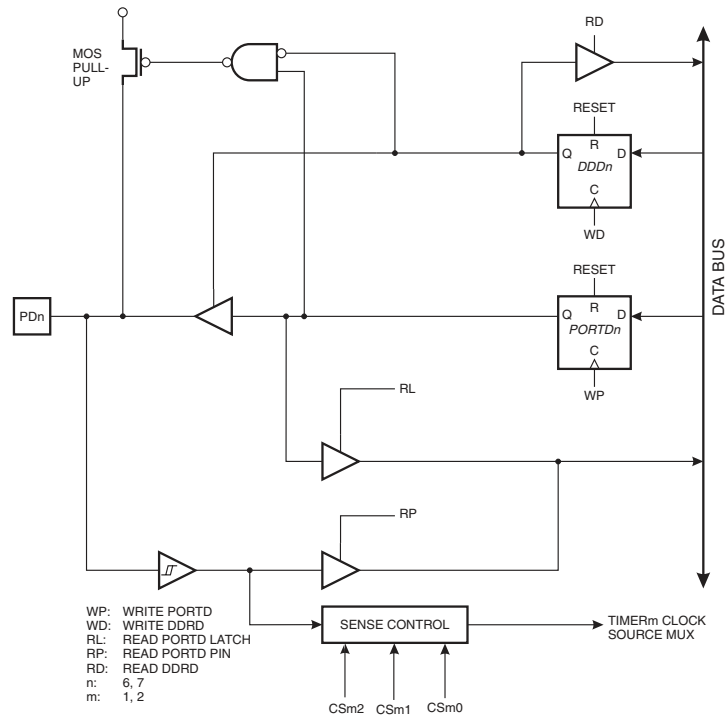 RD
MOS
PULL-
UP
RESET
R
Q
D
DDDn
C
WD
DATA BUS
RESET
R
Q
D
PORTDn
C
WP
PDn
RL
RP
SENSE CONTROL
TIMERm CLOCK
SOURCE MUX
CSm2
CSm1
CSm0
WP: WRITE PORTD
WD: WRITE DDRD
RL: READ PORTD LATCH
RP: READ PORTD PIN
RD: READ DDRD
n: 6, 7
m: 1, 2